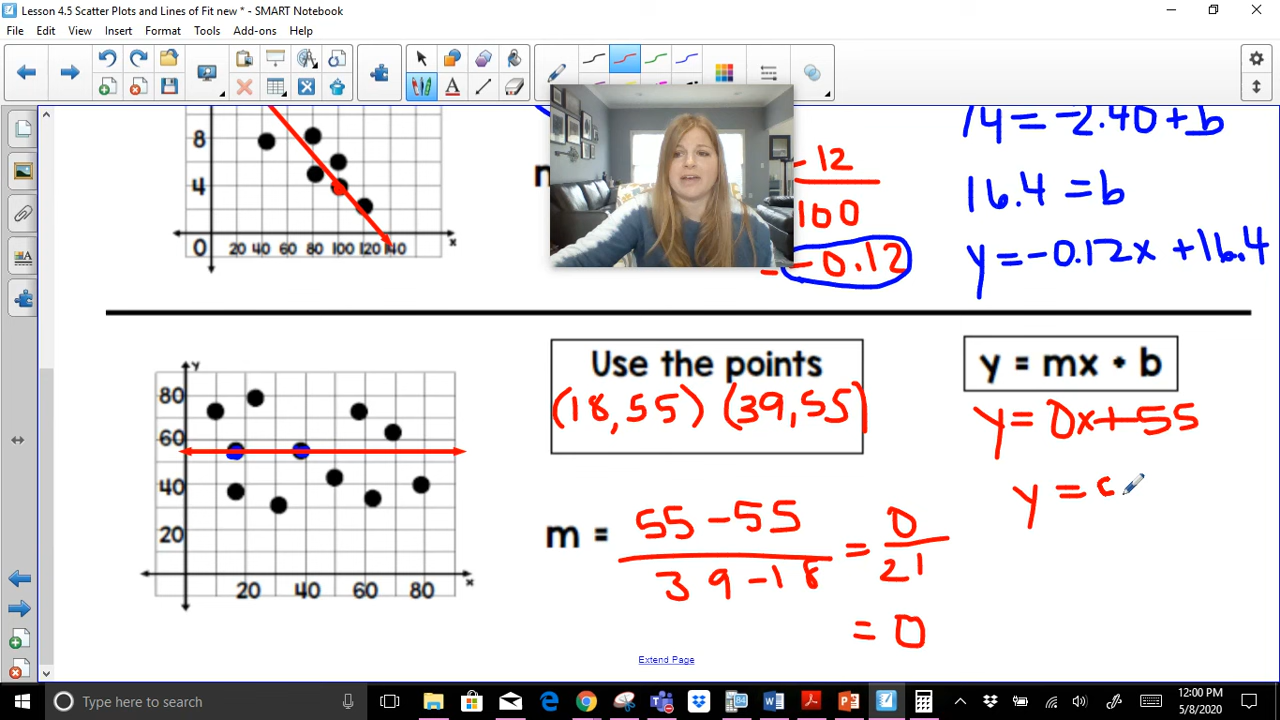 Lesson 4.5 Scatter Plots and Lines of Fit new * - SMART Notebook
File Edit View Insert Format Tools Add-ons Help
8
4
0 20 40 60 80 100 120 140 x
-12
100
= -0.12
14 = -2.40 + b
16.4 = b
y = -0.12x + 16.4
y
80
60
40
20
20 40 60 80 x
Use the points
(18,55) (39,55)
m = 55-55 = 0
39-18 21
= 0
y = mx + b
y = 0x+55
y =
Extend Page
Type here to search
12:00 PM
5/8/2020